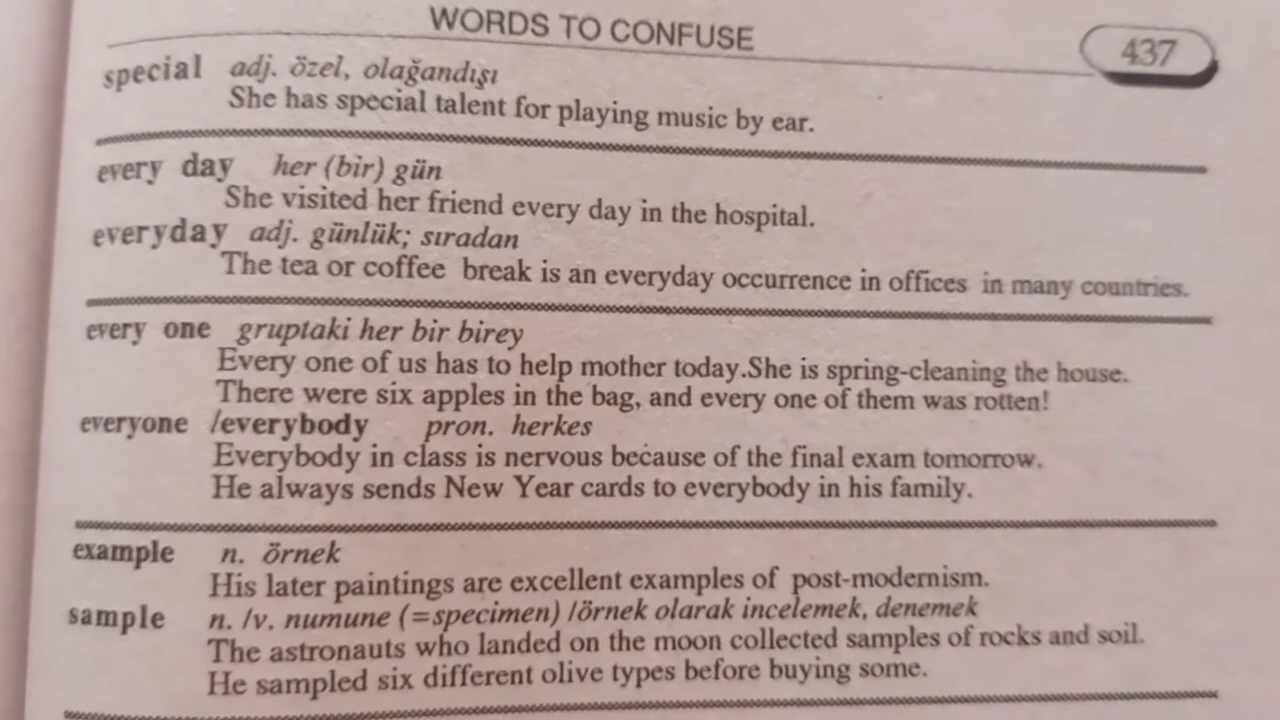 WORDS TO CONFUSE
437
special adj. özel, olağandışı
She has special talent for playing music by ear.
every day her (bir) gün
She visited her friend every day in the hospital.
everyday adj. günlük; sıradan
The tea or coffee break is an everyday occurrence in offices in many countries.
every one gruptaki her bir birey
Every one of us has to help mother today.She is spring-cleaning the house.
There were six apples in the bag, and every one of them was rotten!
everyone /everybody pron. herkes
Everybody in class is nervous because of the final exam tomorrow.
He always sends New Year cards to everybody in his family.
example n. örnek
His later paintings are excellent examples of post-modernism.
sample n. /v. numune (=specimen) /örnek olarak incelemek, denemek
The astronauts who landed on the moon collected samples of rocks and soil.
He sampled six different olive types before buying some.